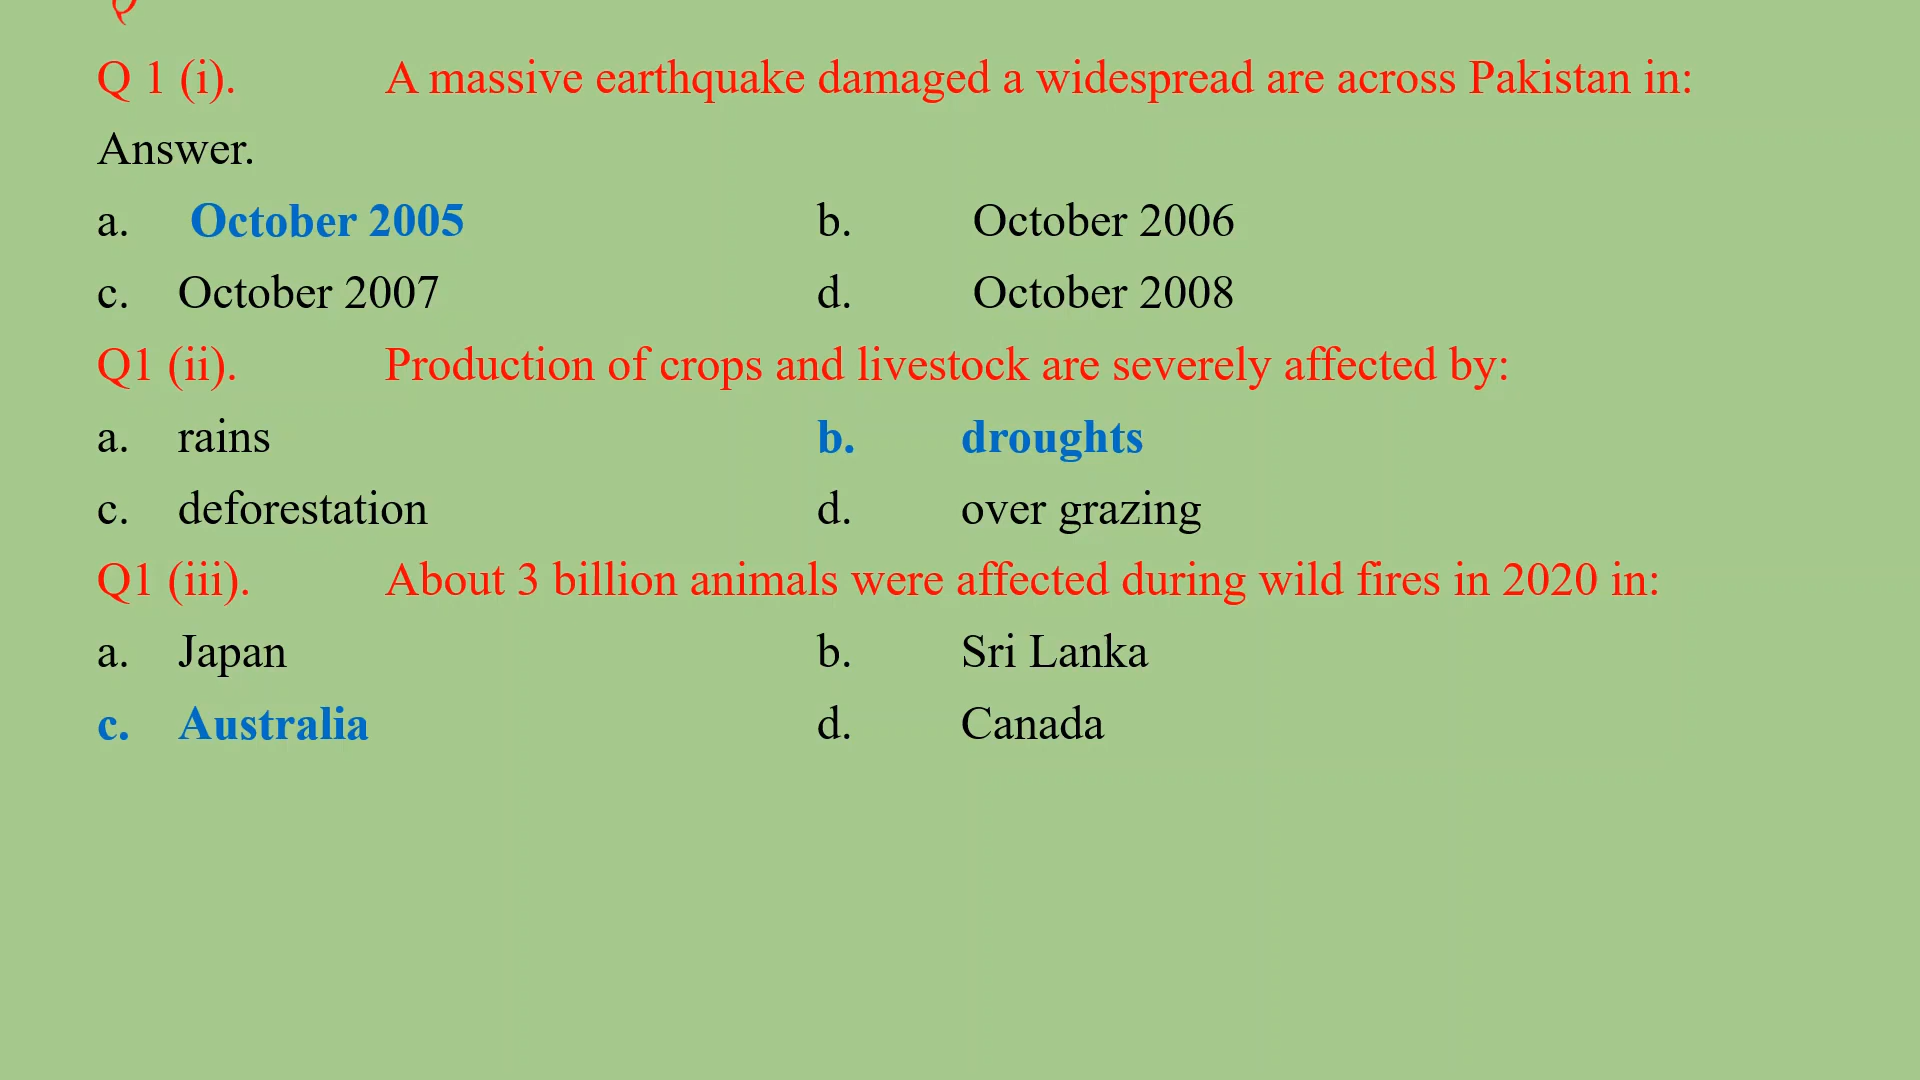 Q 1 (i). A massive earthquake damaged a widespread are across Pakistan in:
Answer.
a. October 2005 b. October 2006
c. October 2007 d. October 2008
Q1 (ii). Production of crops and livestock are severely affected by:
a. rains b. droughts
c. deforestation d. over grazing
Q1 (iii). About 3 billion animals were affected during wild fires in 2020 in:
a. Japan b. Sri Lanka
c. Australia d. Canada